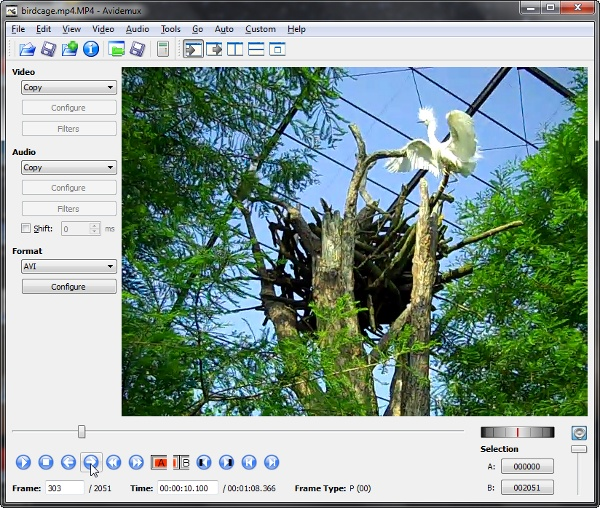 birdcage.mp4.MP4 - Avidemux
File Edit View Video Audio Tools Go Auto Custom Help
Video
Copy
Configure
Filters
Audio
Copy
Configure
Filters
Shift: 0 ms
Format
AVI
Configure
A B
Selection
A: 000000
B: 002051
Frame: 303 / 2051 Time: 00:00:10.100 / 00:01:08.366 Frame Type: P (00)